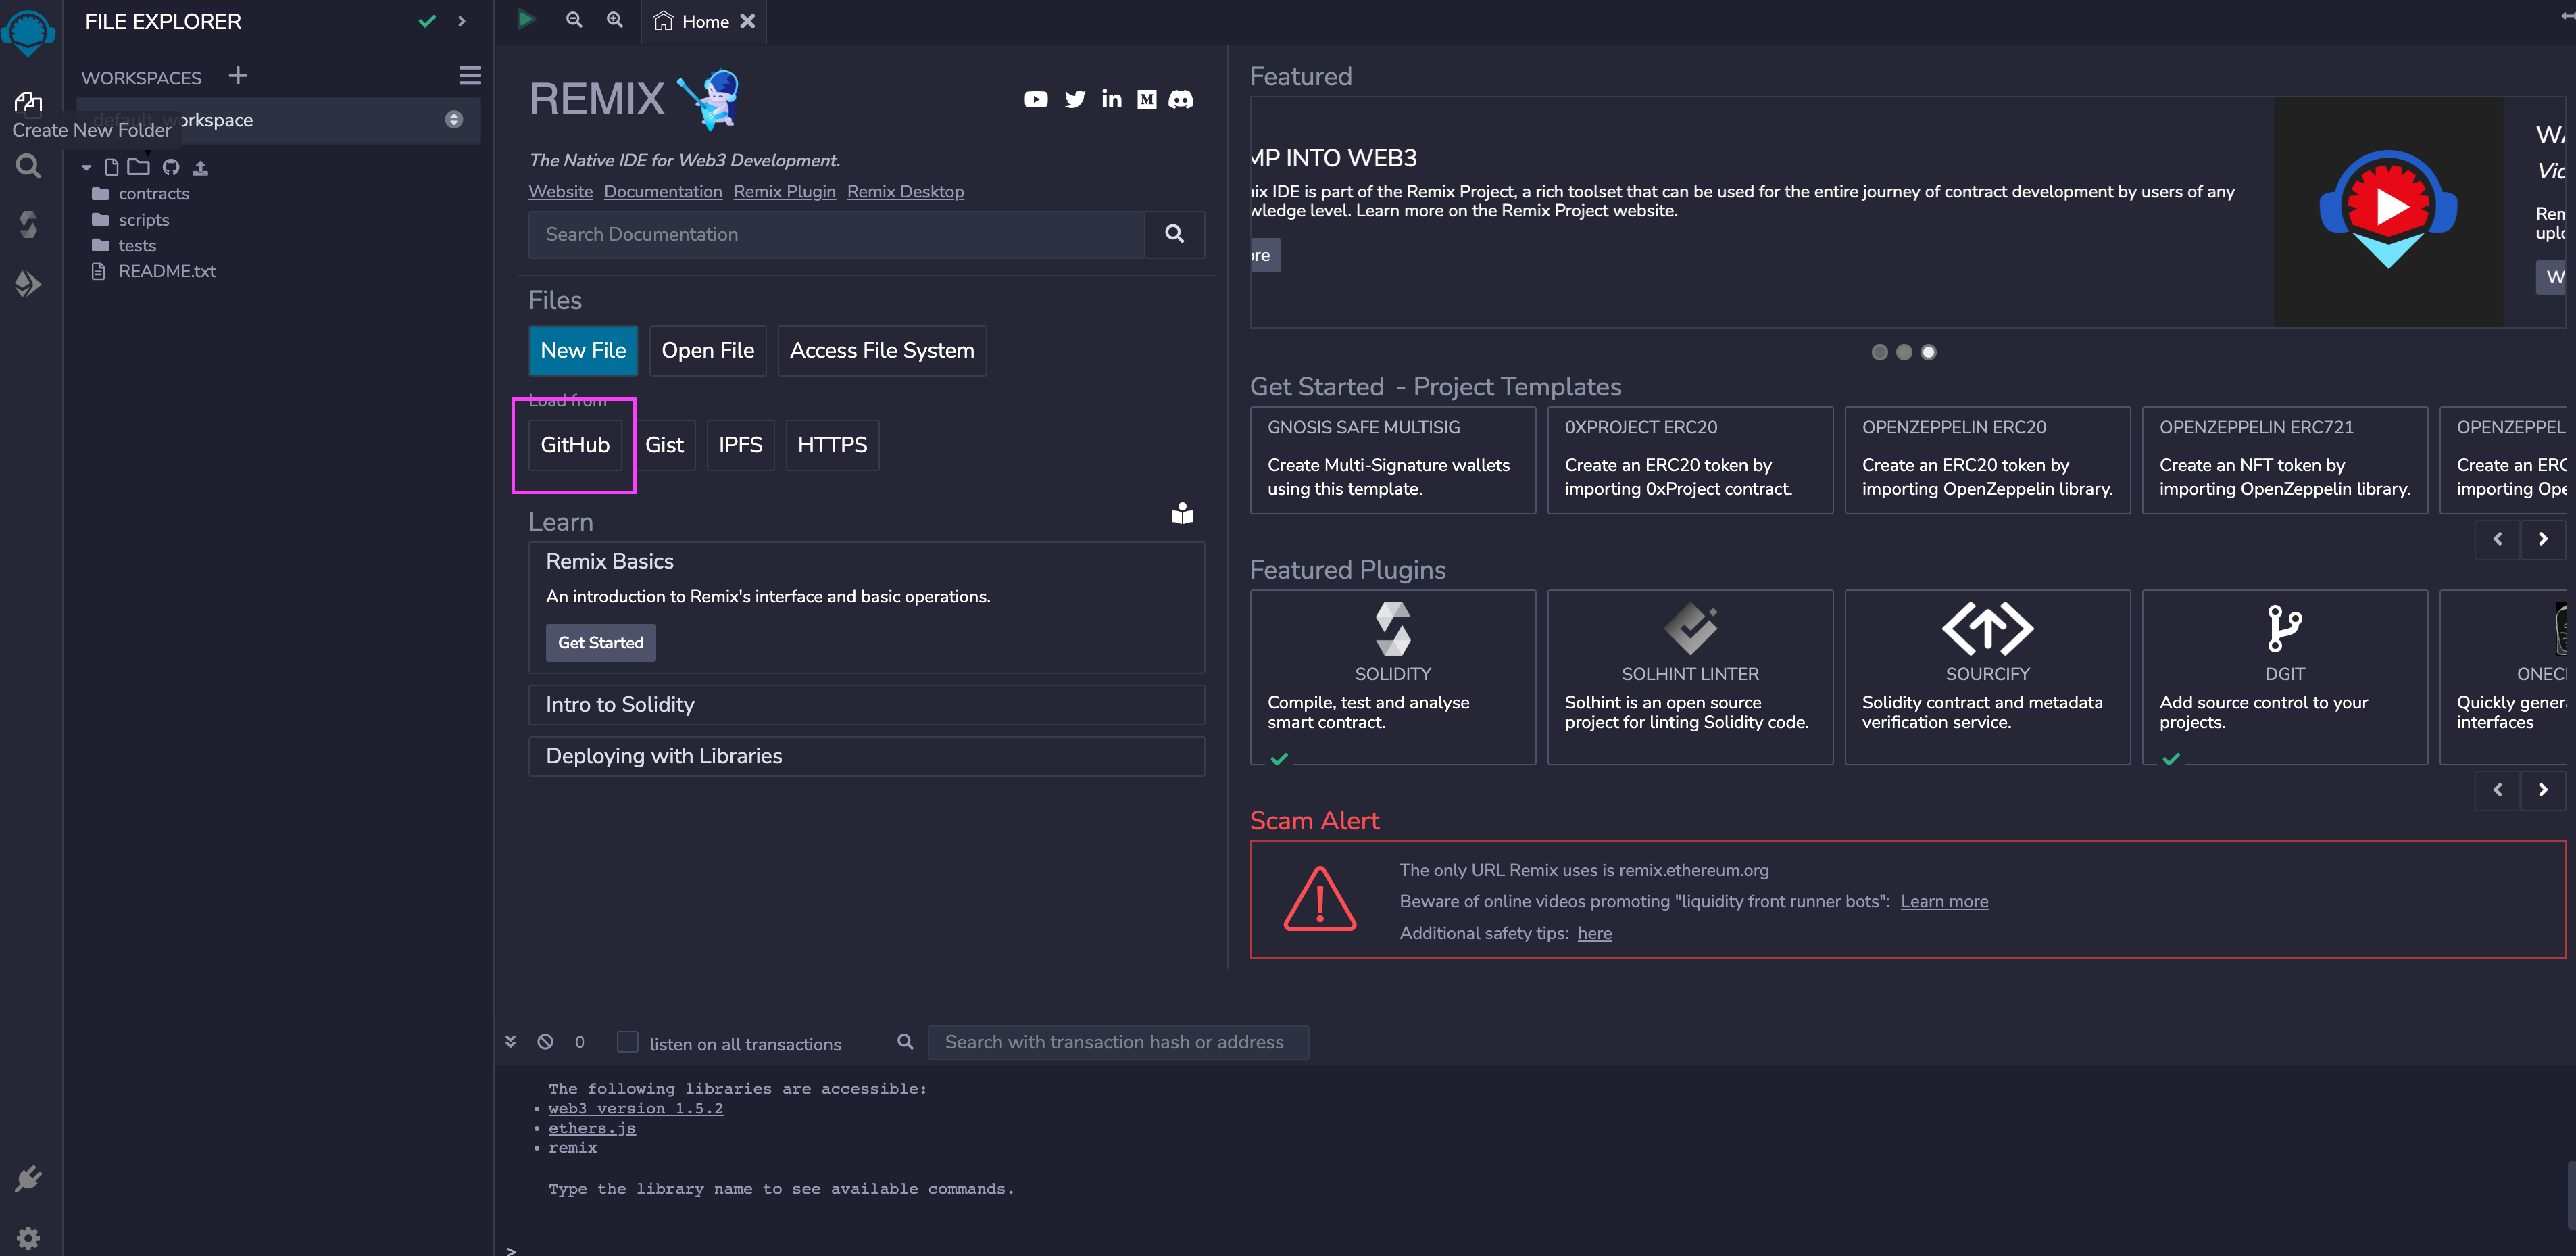 FILE EXPLORER
WORKSPACES
default_workspace
Create New Folder
contracts
scripts
tests
README.txt
Home
REMIX
The Native IDE for Web3 Development.
Website Documentation Remix Plugin Remix Desktop
Search Documentation
Files
New File Open File Access File System
Load from
GitHub Gist IPFS HTTPS
Learn
Remix Basics
An introduction to Remix's interface and basic operations.
Get Started
Intro to Solidity
Deploying with Libraries
Featured
MP INTO WEB3
ix IDE is part of the Remix Project, a rich toolset that can be used for the entire journey of contract development by users of any
wledge level. Learn more on the Remix Project website.
ore
WA
Vid
Rem
uplo
W
Get Started - Project Templates
GNOSIS SAFE MULTISIG
Create Multi-Signature wallets
using this template.
0XPROJECT ERC20
Create an ERC20 token by
importing 0xProject contract.
OPENZEPPELIN ERC20
Create an ERC20 token by
importing OpenZeppelin library.
OPENZEPPELIN ERC721
Create an NFT token by
importing OpenZeppelin library.
OPENZEPPEL
Create an ERC
importing Ope
Featured Plugins
SOLIDITY
Compile, test and analyse
smart contract.
SOLHINT LINTER
Solhint is an open source
project for linting Solidity code.
SOURCIFY
Solidity contract and metadata
verification service.
DGIT
Add source control to your
projects.
ONEC
Quickly gener
interfaces
Scam Alert
The only URL Remix uses is remix.ethereum.org
Beware of online videos promoting "liquidity front runner bots": Learn more
Additional safety tips: here
0 listen on all transactions
Search with transaction hash or address
The following libraries are accessible:
• web3 version 1.5.2
• ethers.js
• remix
Type the library name to see available commands.
>